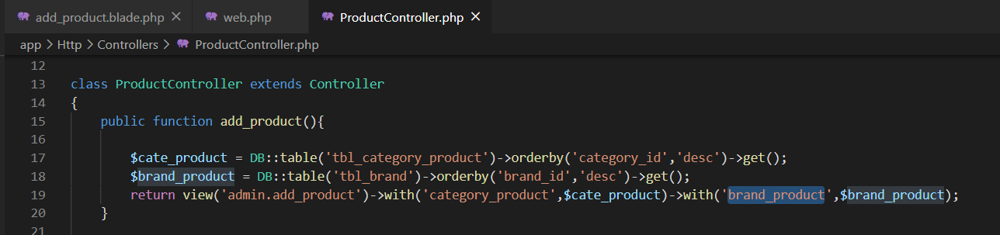 add_product.blade.php × web.php ProductController.php ×
app > Http > Controllers > ProductController.php
12
13 class ProductController extends Controller
14 {
15 public function add_product(){
16
17 $cate_product = DB::table('tbl_category_product')->orderby('category_id','desc')->get();
18 $brand_product = DB::table('tbl_brand')->orderby('brand_id','desc')->get();
19 return view('admin.add_product')->with('category_product',$cate_product)->with('brand_product',$brand_product);
20 }
21